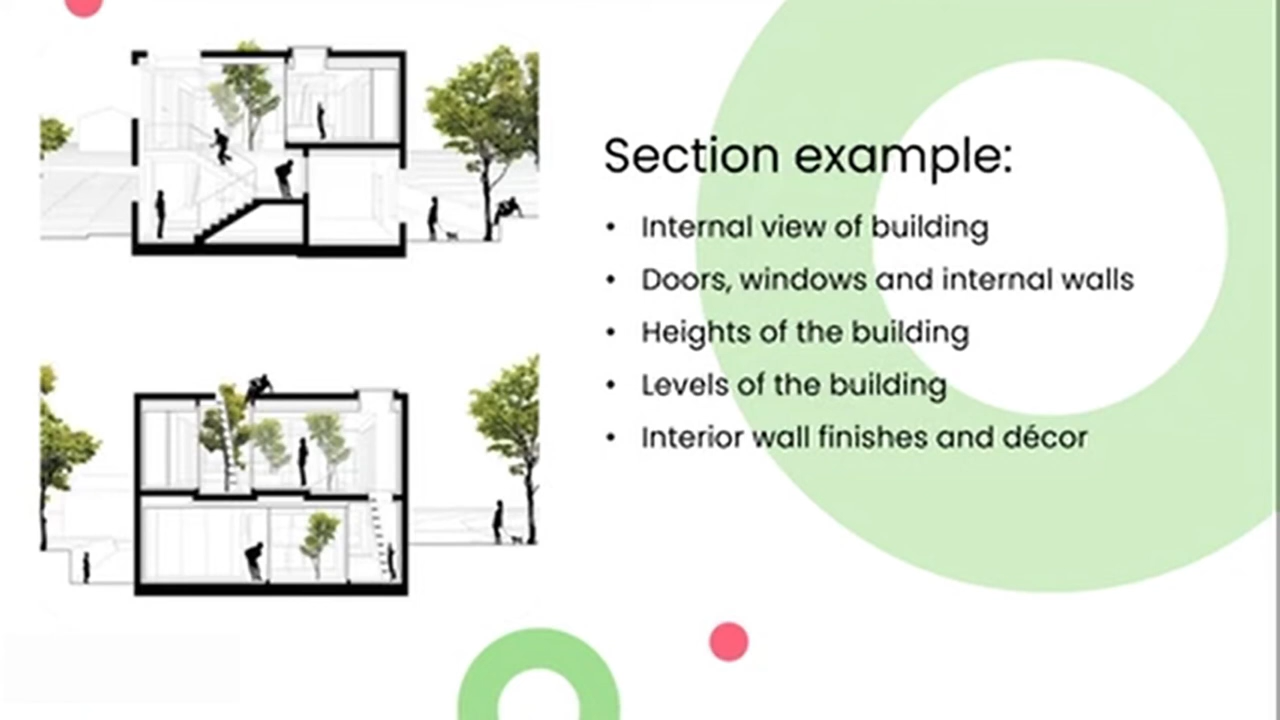 Section example:
• Internal view of building
• Doors, windows and internal walls
• Heights of the building
• Levels of the building
• Interior wall finishes and décor